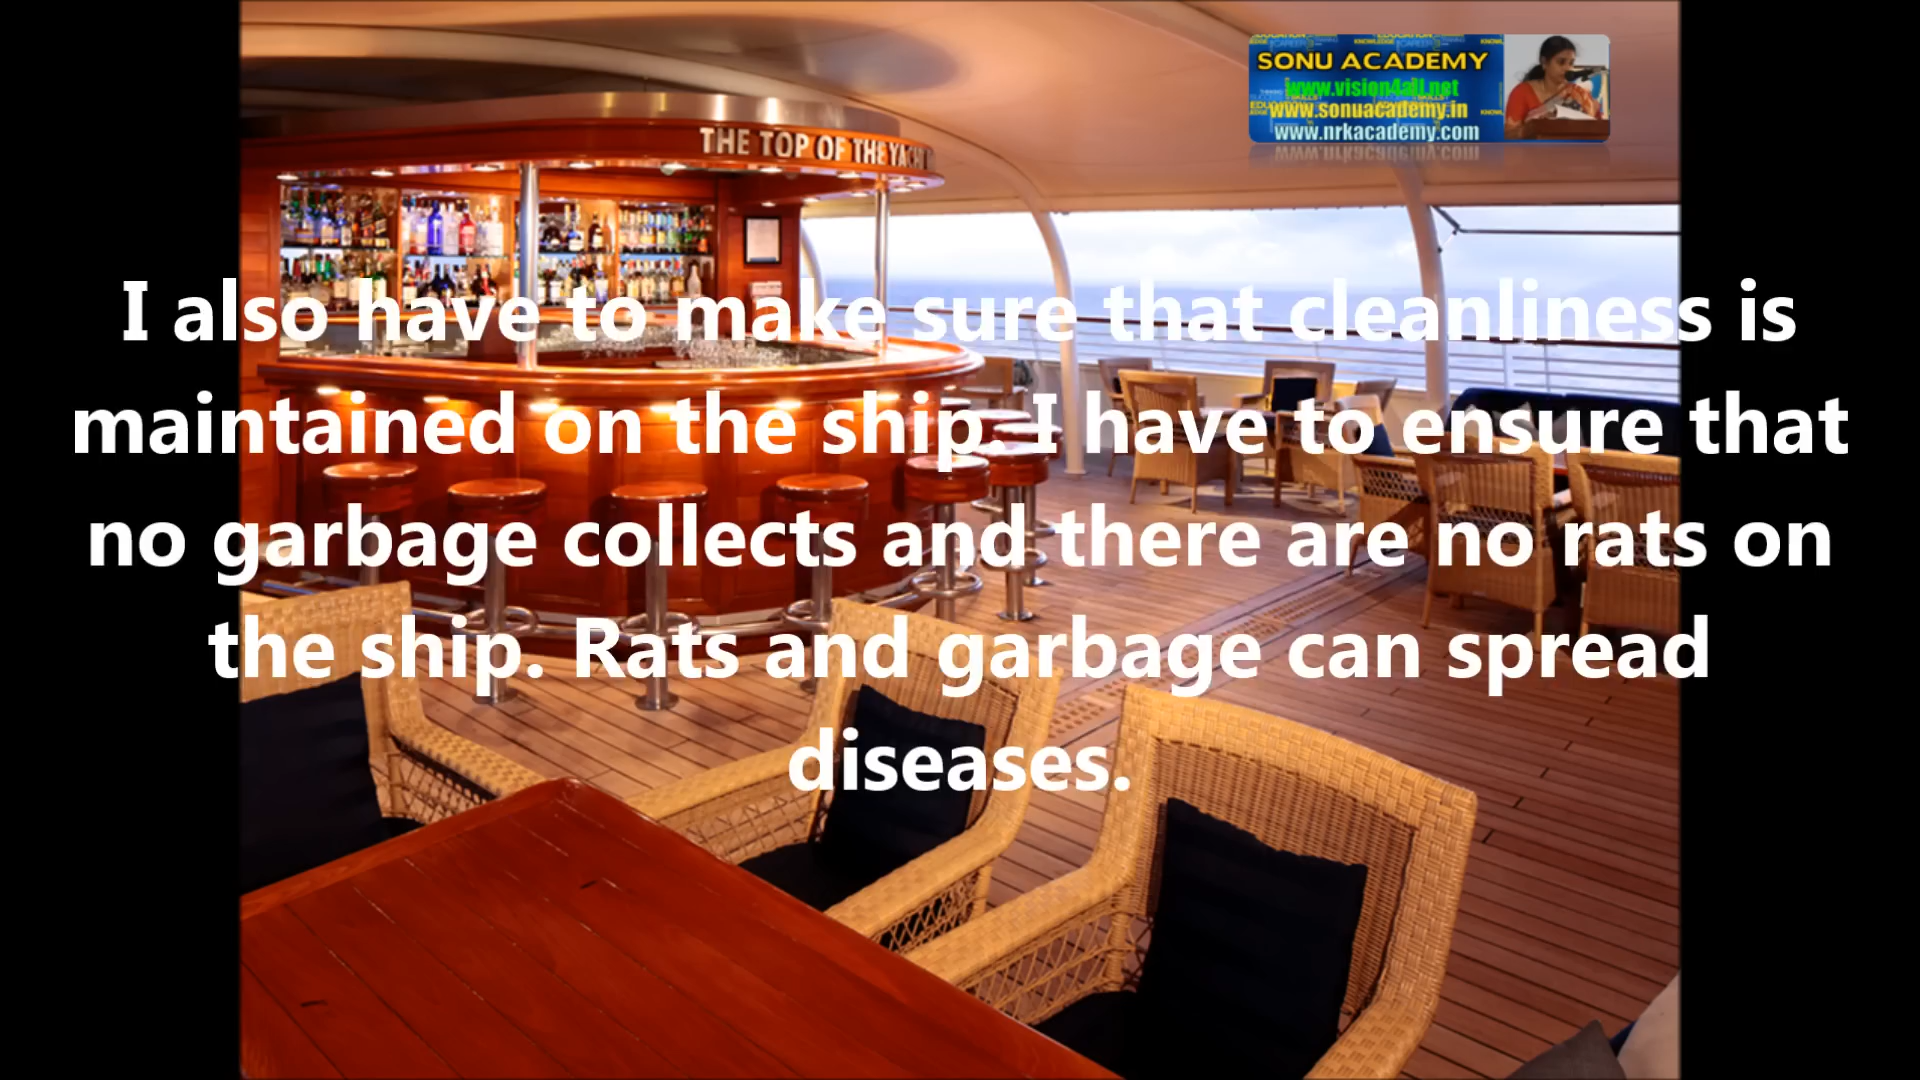 SONU ACADEMY
www.vision4all.net
www.sonuacademy.in
www.nrkacademy.com
THE TOP OF THE YACHT
I also have to make sure that cleanliness is
maintained on the ship. I have to ensure that
no garbage collects and there are no rats on
the ship. Rats and garbage can spread
diseases.